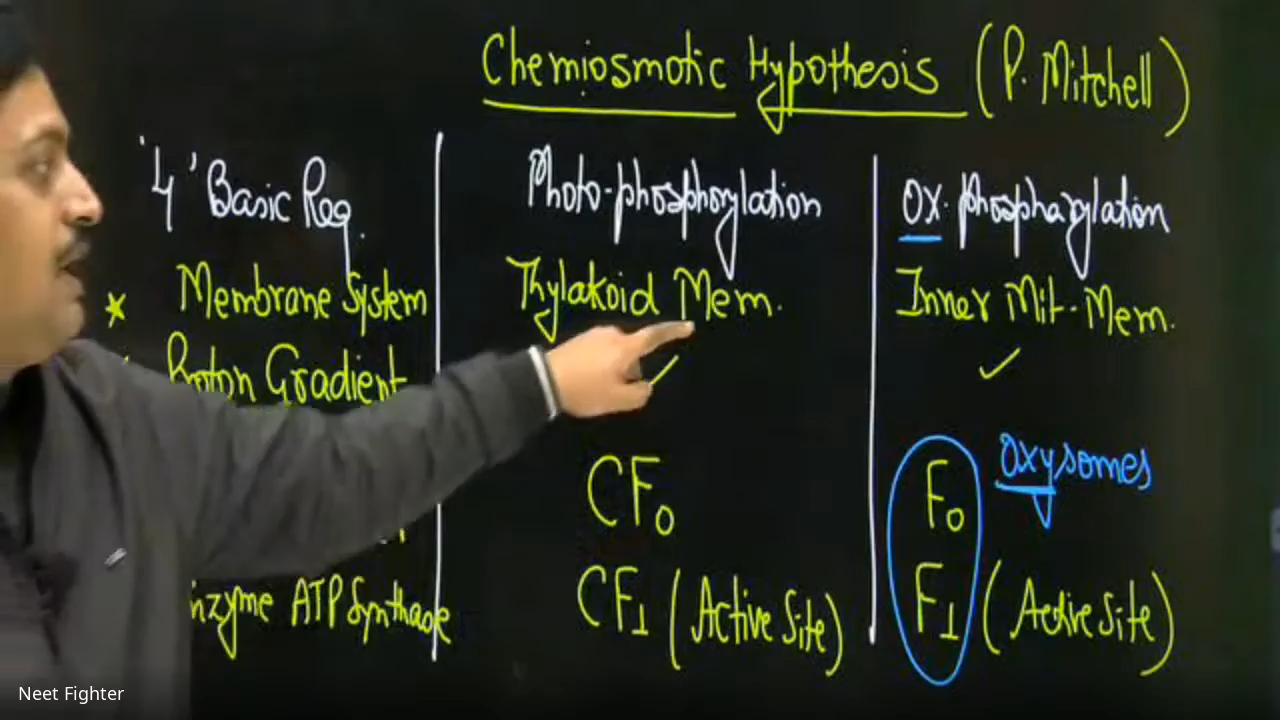 Chemiosmotic Hypothesis (P. Mitchell)
'4' Basic Req.
Photo-phosphorylation
Ox. phosphorylation
* Membrane System
Thylakoid Mem.
Inner Mit. Mem.
Proton Gradient
✓
✓
CF0
F0
Oxysomes
Enzyme ATP Synthase
CF1 (Active Site)
F1 (Active Site)
Neet Fighter